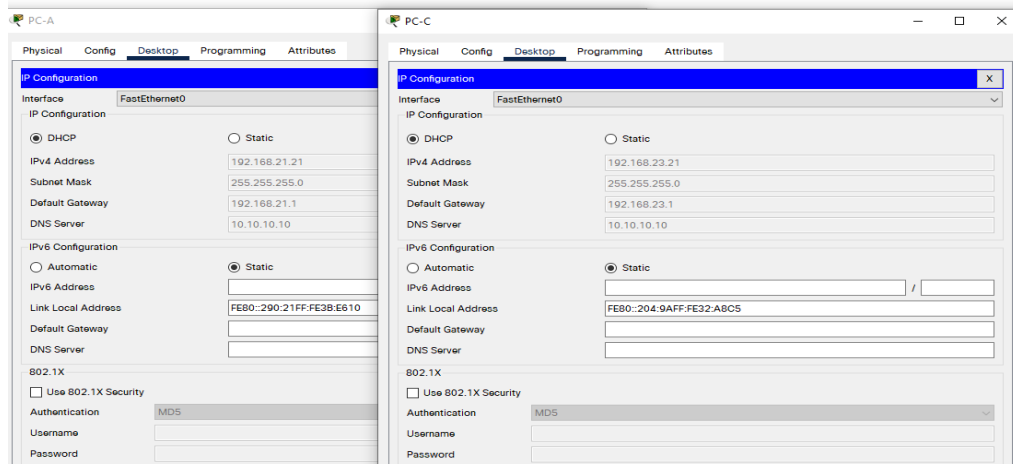 PC-A
Physical Config Desktop Programming Attributes
IP Configuration
Interface FastEthernet0
IP Configuration
DHCP Static
IPv4 Address 192.168.21.21
Subnet Mask 255.255.255.0
Default Gateway 192.168.21.1
DNS Server 10.10.10.10
IPv6 Configuration
Automatic Static
IPv6 Address
Link Local Address FE80::290:21FF:FE3B:E610
Default Gateway
DNS Server
802.1X
Use 802.1X Security
Authentication MD5
Username
Password
PC-C
Physical Config Desktop Programming Attributes
IP Configuration X
Interface FastEthernet0
IP Configuration
DHCP Static
IPv4 Address 192.168.23.21
Subnet Mask 255.255.255.0
Default Gateway 192.168.23.1
DNS Server 10.10.10.10
IPv6 Configuration
Automatic Static
IPv6 Address /
Link Local Address FE80::204:9AFF:FE32:A8C5
Default Gateway
DNS Server
802.1X
Use 802.1X Security
Authentication MD5
Username
Password